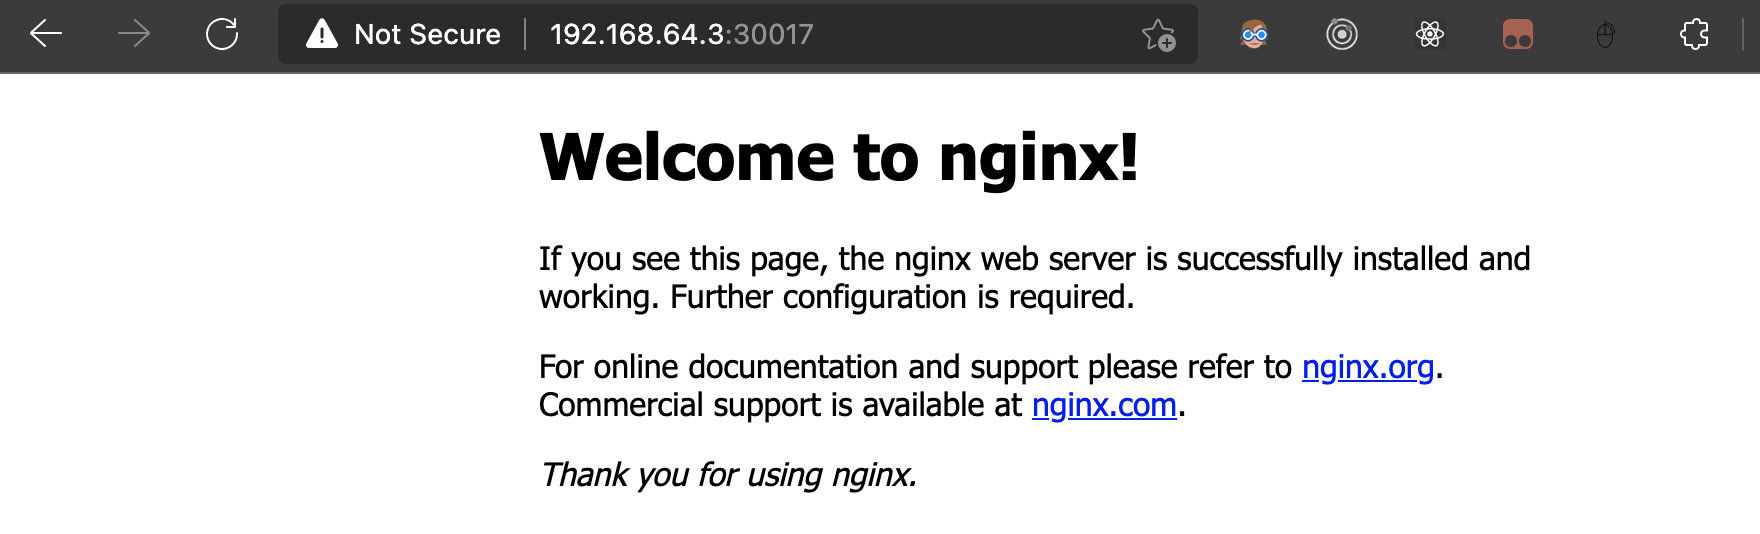 Not Secure 192.168.64.3:30017
Welcome to nginx!
If you see this page, the nginx web server is successfully installed and
working. Further configuration is required.
For online documentation and support please refer to nginx.org.
Commercial support is available at nginx.com.
Thank you for using nginx.